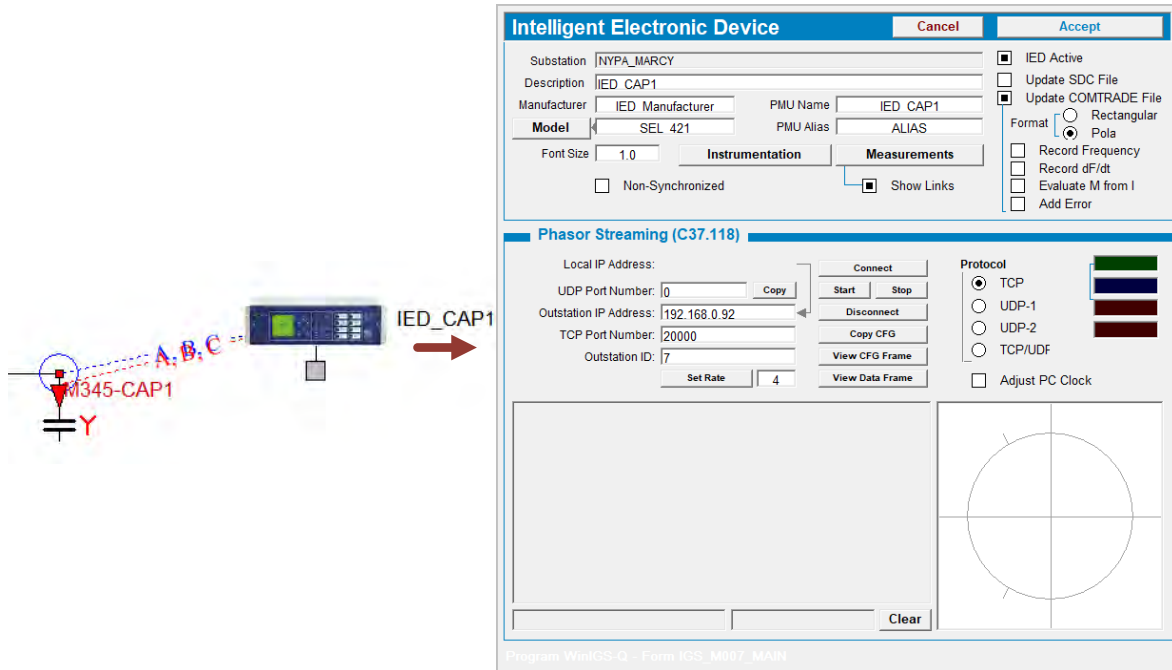 Intelligent Electronic Device
Cancel
Accept
Substation NYPA_MARCY
Description IED_CAP1
Manufacturer IED Manufacturer PMU Name IED CAP1
Model SEL 421 PMU Alias ALIAS
Font Size 1.0 Instrumentation Measurements
Non-Synchronized Show Links
IED Active
Update SDC File
Update COMTRADE File
Format Rectangular
Pola
Record Frequency
Record dF/dt
Evaluate M from I
Add Error
Phasor Streaming (C37.118)
Local IP Address:
UDP Port Number: 0 Copy
Outstation IP Address: 192.168.0.92
TCP Port Number: 20000
Outstation ID: 7
Set Rate 4
Connect
Start Stop
Disconnect
Copy CFG
View CFG Frame
View Data Frame
Protocol
TCP
UDP-1
UDP-2
TCP/UDF
Adjust PC Clock
Clear
Program WinIGS-Q - Form IGS_M007_MAIN
IED_CAP1
A, B, C
M345-CAP1
Y